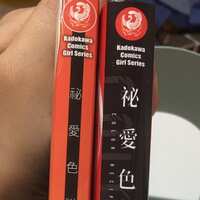 Kadokawa
Comics
Girl Series
祕
愛
色
Kadokawa
Comics
Girl Series
祕
愛
色